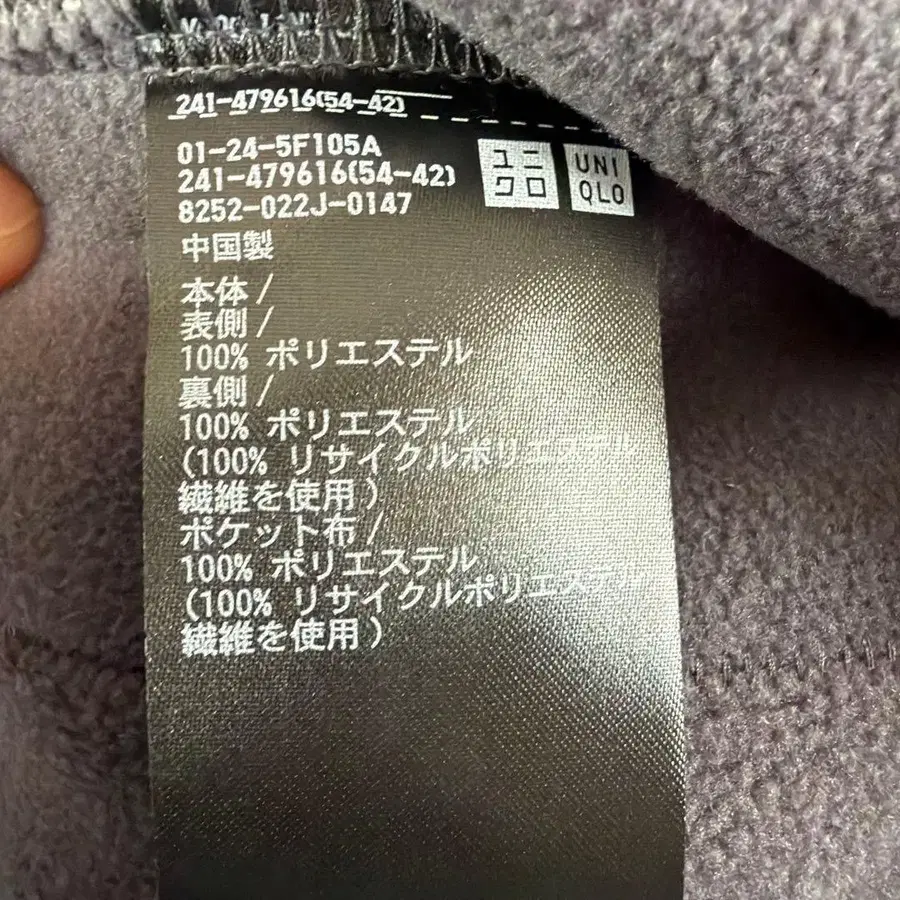 241-479616(54-42)
01-24-5F105A
241-479616(54-42)
8252-022J-0147
ユニ
クロ
UNI
QLO
中国製
本体/
表側/
100% ポリエステル
裏側/
100% ポリエステル
(100% リサイクルポリエステル
繊維を使用)
ポケット布/
100% ポリエステル
(100% リサイクルポリエステル
繊維を使用)